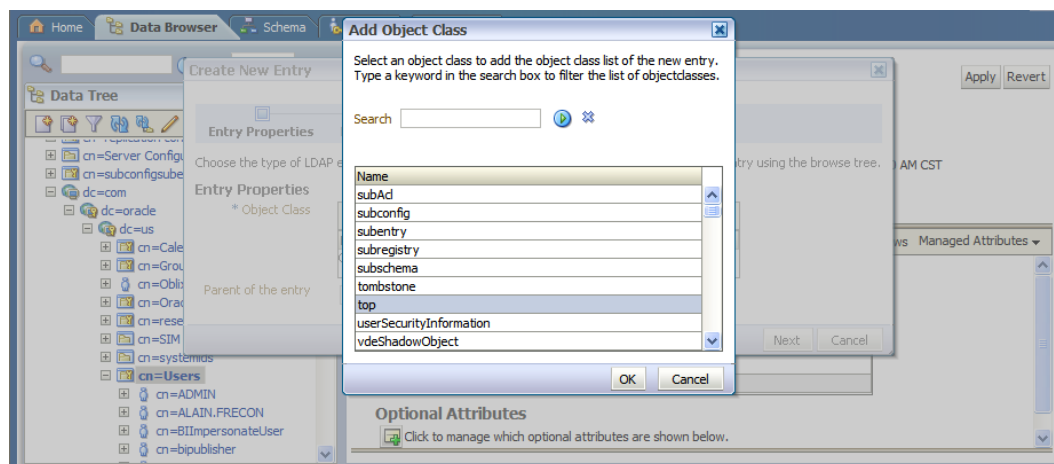 Home
Data Browser
Schema
Create New Entry
Apply
Revert
Data Tree
Entry Properties
cn=Server Configu
cn=subconfigsube
dc=com
dc=oracle
dc=us
cn=Cale
cn=Grou
cn=Oblix
cn=Orac
cn=rese
cn=SIM
cn=systemids
cn=Users
cn=ADMIN
cn=ALAIN.FRECON
cn=BIImpersonateUser
cn=bipublisher
Choose the type of LDAP e
try using the browse tree.
AM CST
Entry Properties
* Object Class
Parent of the entry
Next
Cancel
ws
Managed Attributes
Add Object Class
Select an object class to add the object class list of the new entry.
Type a keyword in the search box to filter the list of objectclasses.
Search
Name
subAcl
subconfig
subentry
subregistry
subschema
tombstone
top
userSecurityInformation
vdeShadowObject
OK
Cancel
Optional Attributes
Click to manage which optional attributes are shown below.